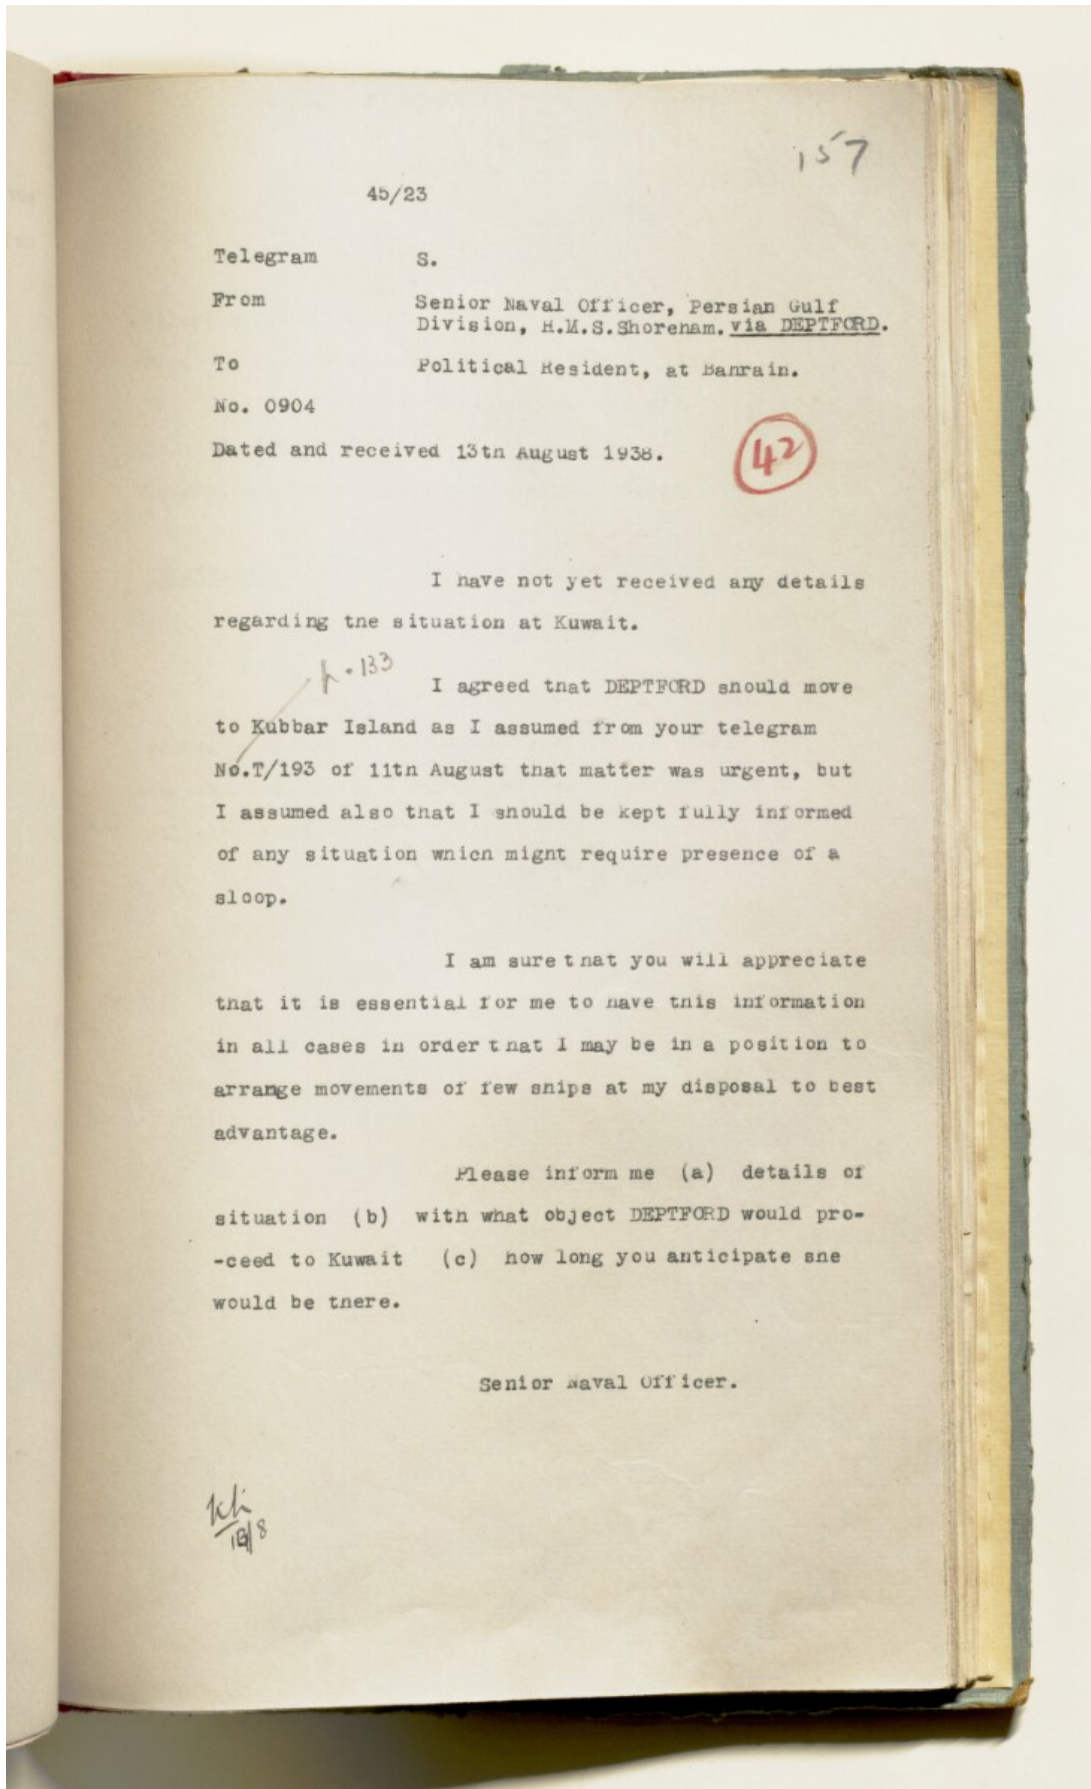 157
45/23
Telegram S.
From Senior Naval Officer, Persian Gulf
Division, H.M.S.Shoreham. via DEPTFORD.
To Political Resident, at Bahrain.
No. 0904
Dated and received 13th August 1938.
42
I have not yet received any details
regarding the situation at Kuwait.
p. 133
I agreed that DEPTFORD should move
to Kubbar Island as I assumed from your telegram
No.T/193 of 11th August that matter was urgent, but
I assumed also that I should be kept fully informed
of any situation which might require presence of a
sloop.
I am sure that you will appreciate
that it is essential for me to have this information
in all cases in order that I may be in a position to
arrange movements of few ships at my disposal to best
advantage.
Please inform me (a) details of
situation (b) with what object DEPTFORD would pro-
-ceed to Kuwait (c) how long you anticipate she
would be there.
Senior Naval Officer.